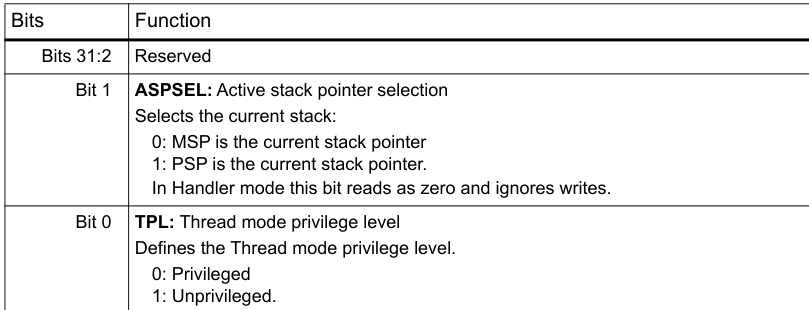 Bits Function
Bits 31:2 Reserved
Bit 1 ASPSEL: Active stack pointer selection
Selects the current stack:
0: MSP is the current stack pointer
1: PSP is the current stack pointer.
In Handler mode this bit reads as zero and ignores writes.
Bit 0 TPL: Thread mode privilege level
Defines the Thread mode privilege level.
0: Privileged
1: Unprivileged.